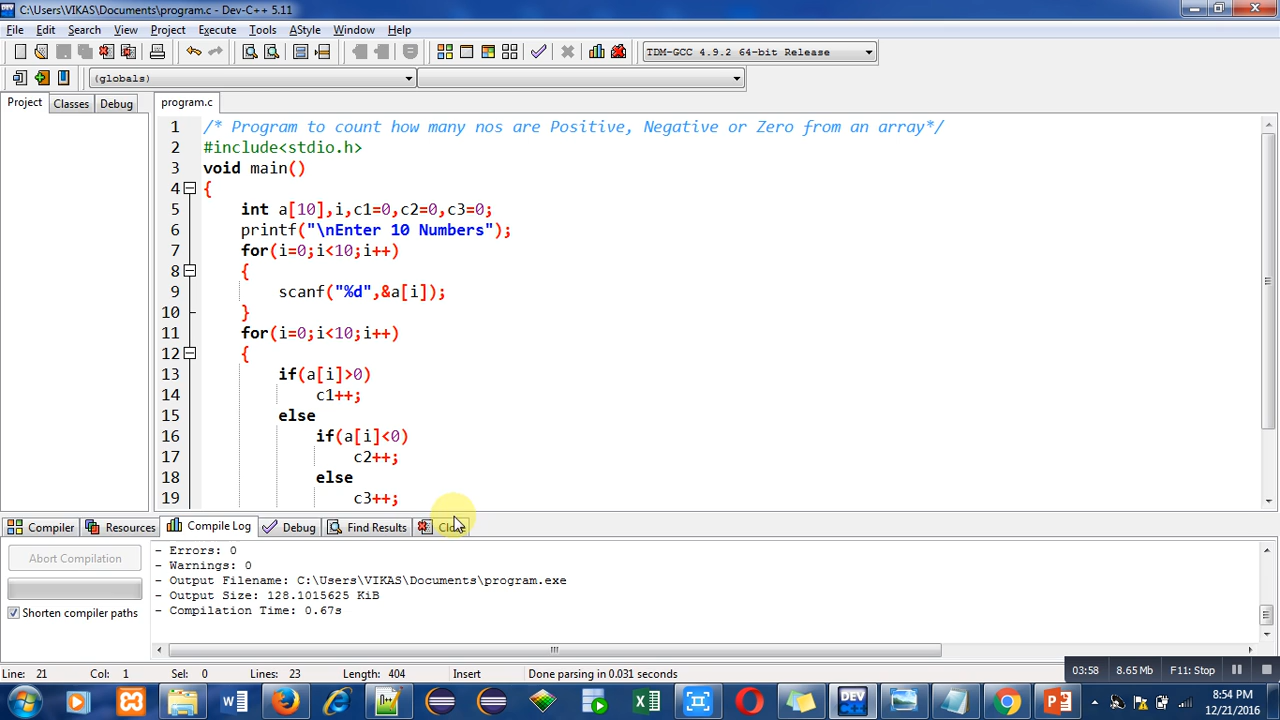 C:\Users\VIKAS\Documents\program.c - Dev-C++ 5.11
File Edit Search View Project Execute Tools AStyle Window Help
TDM-GCC 4.9.2 64-bit Release
(globals)
Project Classes Debug program.c
1 /* Program to count how many nos are Positive, Negative or Zero from an array*/
2 #include<stdio.h>
3 void main()
4 {
5 int a[10],i,c1=0,c2=0,c3=0;
6 printf("\nEnter 10 Numbers");
7 for(i=0;i<10;i++)
8 {
9 scanf("%d",&a[i]);
10 }
11 for(i=0;i<10;i++)
12 {
13 if(a[i]>0)
14 c1++;
15 else
16 if(a[i]<0)
17 c2++;
18 else
19 c3++;
Compiler Resources Compile Log Debug Find Results Close
Abort Compilation
Shorten compiler paths
- Errors: 0
- Warnings: 0
- Output Filename: C:\Users\VIKAS\Documents\program.exe
- Output Size: 128.1015625 KiB
- Compilation Time: 0.67s
Line: 21 Col: 1 Sel: 0 Lines: 23 Length: 404 Insert Done parsing in 0.031 seconds
03:58 8.65 Mb F11: Stop
DEV
8:54 PM
12/21/2016